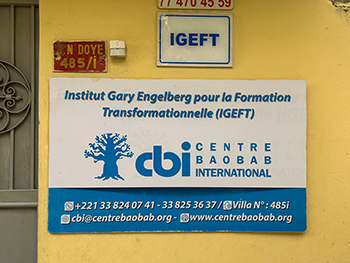 77 470 45 59
IGEFT
N DOYE
485/i
Institut Gary Engelberg pour la Formation
Transformationnelle (IGEFT)
cbi
CENTRE
BAOBAB
INTERNATIONAL
+221 33 824 07 41 - 33 825 36 37 / Villa N° : 485i
cbi@centrebaobab.org - www.centrebaobab.org